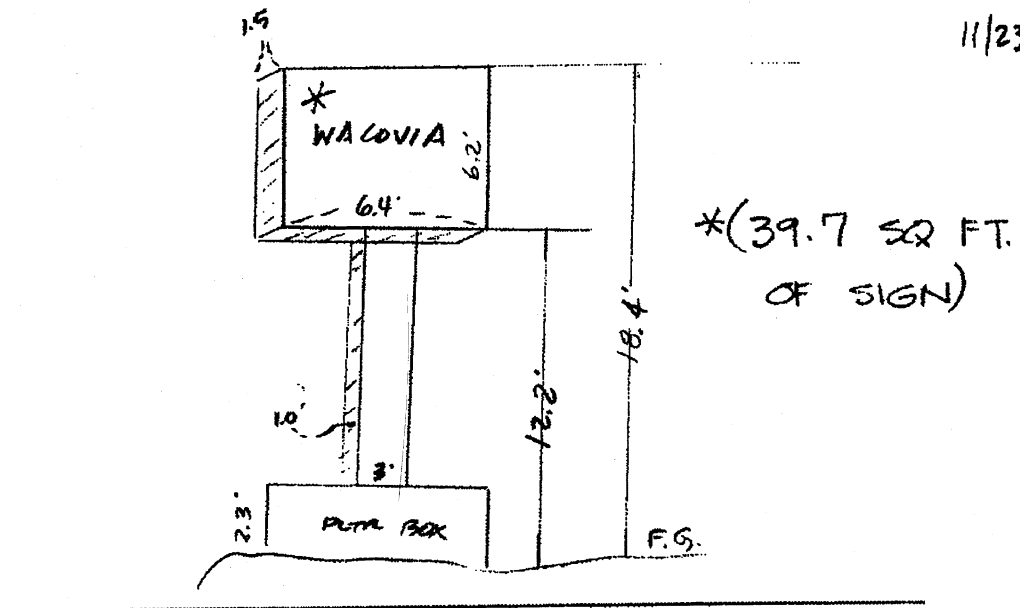 1.5
11/23
*
WACOVIA
6.2'
6.4'
*(39.7 SQ FT.
OF SIGN)
18.4'
12.2'
1.0'
2.3'
PLTR BOX
F.G.